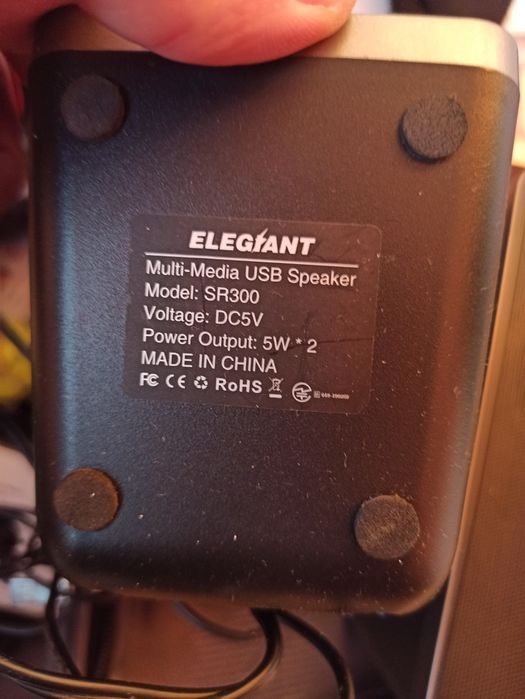 ELEGIANT
Multi-Media USB Speaker
Model: SR300
Voltage: DC5V
Power Output: 5W * 2
MADE IN CHINA
FC CE RoHS